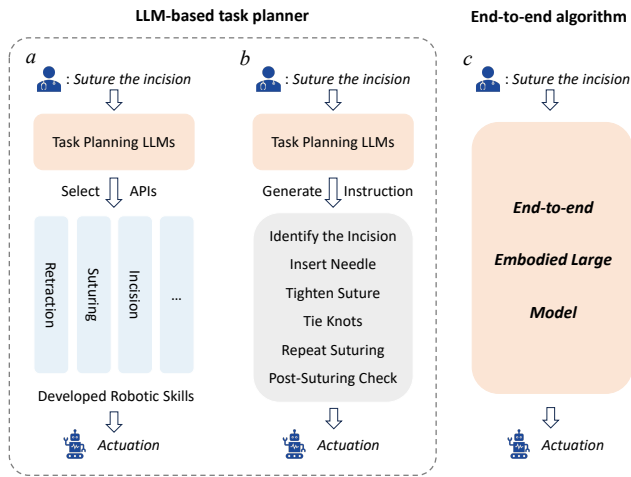 LLM-based task planner
End-to-end algorithm
a
: Suture the incision
Task Planning LLMs
Select APIs
Retraction
Suturing
Incision
...
Developed Robotic Skills
Actuation
b
: Suture the incision
Task Planning LLMs
Generate Instruction
Identify the Incision
Insert Needle
Tighten Suture
Tie Knots
Repeat Suturing
Post-Suturing Check
Actuation
c
: Suture the incision
End-to-end
Embodied Large
Model
Actuation